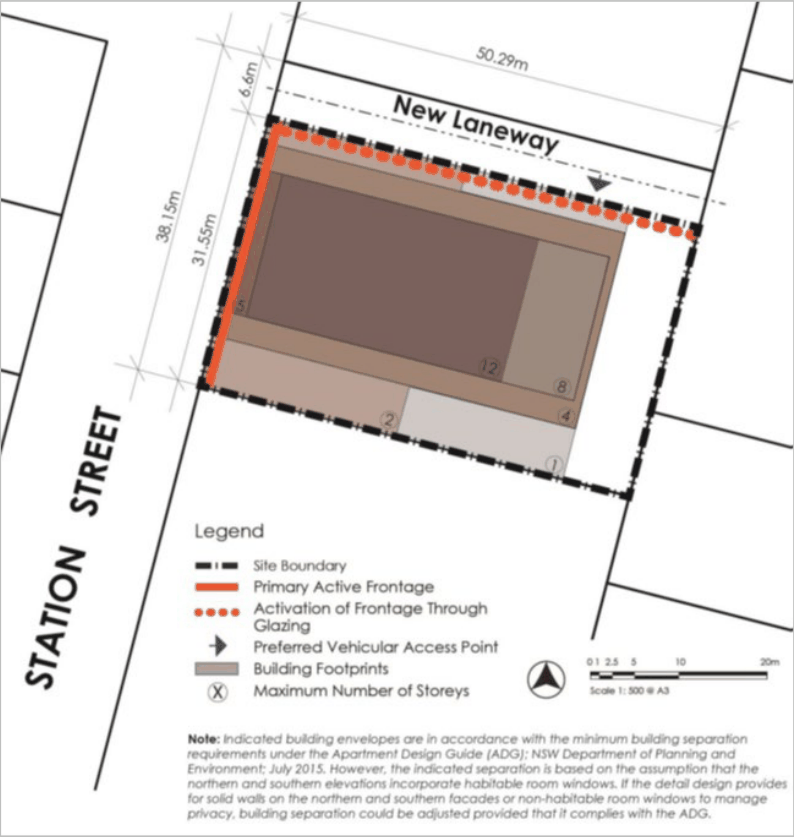 50.29m
6.6m
New Laneway
38.15m
31.55m
5
12
8
4
2
1
STATION STREET
Legend
Site Boundary
Primary Active Frontage
Activation of Frontage Through
Glazing
Preferred Vehicular Access Point
Building Footprints
X Maximum Number of Storeys
0 1 2.5 5 10 20m
Scale 1: 500 @ A3
Note: Indicated building envelopes are in accordance with the minimum building separation
requirements under the Apartment Design Guide (ADG); NSW Department of Planning and
Environment; July 2015. However, the indicated separation is based on the assumption that the
northern and southern elevations incorporate habitable room windows. If the detail design provides
for solid walls on the northern and southern facades or non-habitable room windows to manage
privacy, building separation could be adjusted provided that it complies with the ADG.